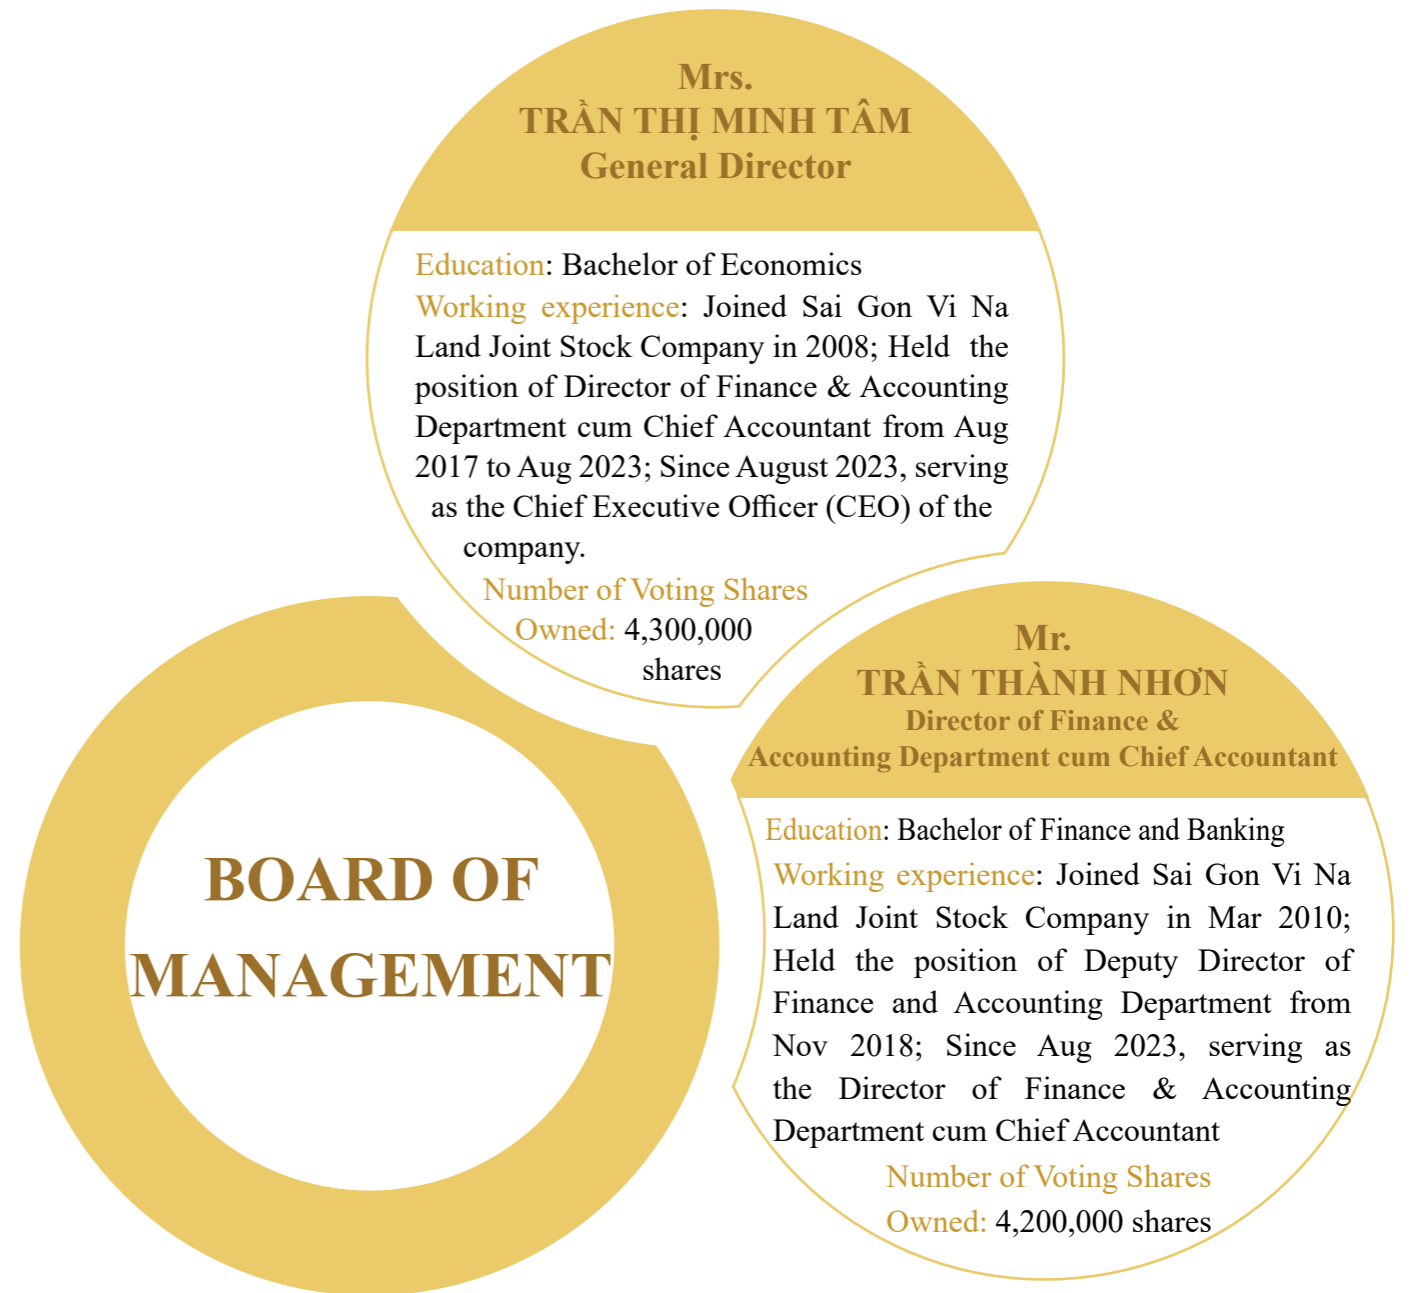 Mrs.
TRẦN THỊ MINH TÂM
General Director
Education: Bachelor of Economics
Working experience: Joined Sai Gon Vi Na
Land Joint Stock Company in 2008; Held the
position of Director of Finance & Accounting
Department cum Chief Accountant from Aug
2017 to Aug 2023; Since August 2023, serving
as the Chief Executive Officer (CEO) of the
company.
Number of Voting Shares
Owned: 4,300,000
shares
BOARD OF
MANAGEMENT
Mr.
TRẦN THÀNH NHƠN
Director of Finance &
Accounting Department cum Chief Accountant
Education: Bachelor of Finance and Banking
Working experience: Joined Sai Gon Vi Na
Land Joint Stock Company in Mar 2010;
Held the position of Deputy Director of
Finance and Accounting Department from
Nov 2018; Since Aug 2023, serving as
the Director of Finance & Accounting
Department cum Chief Accountant
Number of Voting Shares
Owned: 4,200,000 shares